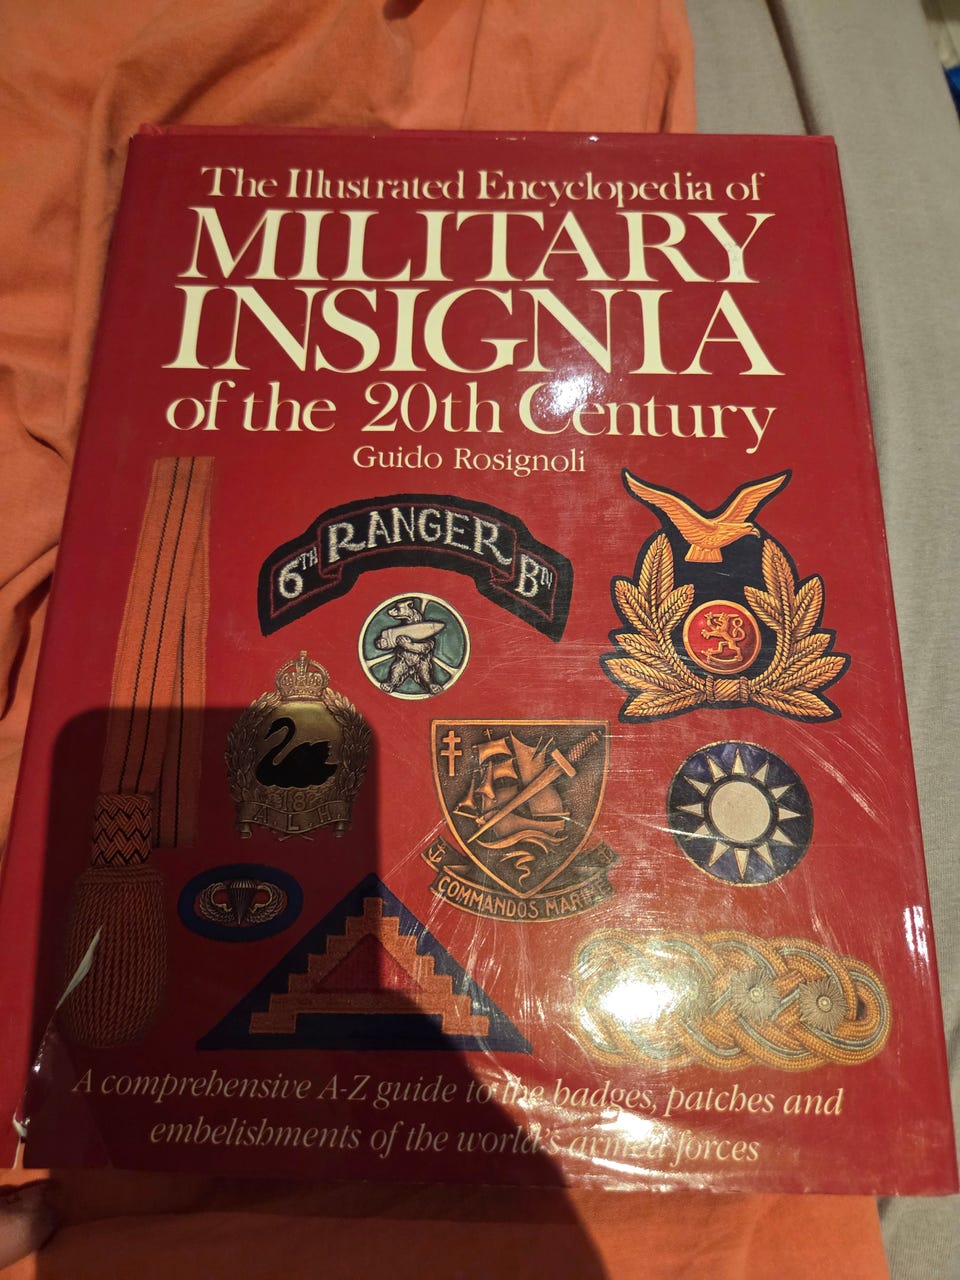 The Illustrated Encyclopedia of
MILITARY
INSIGNIA
of the 20th Century
Guido Rosignoli
6TH RANGER BN
18
A.L.H.
COMMANDOS MARINE
A comprehensive A-Z guide to the badges, patches and
embelishments of the world's armed forces